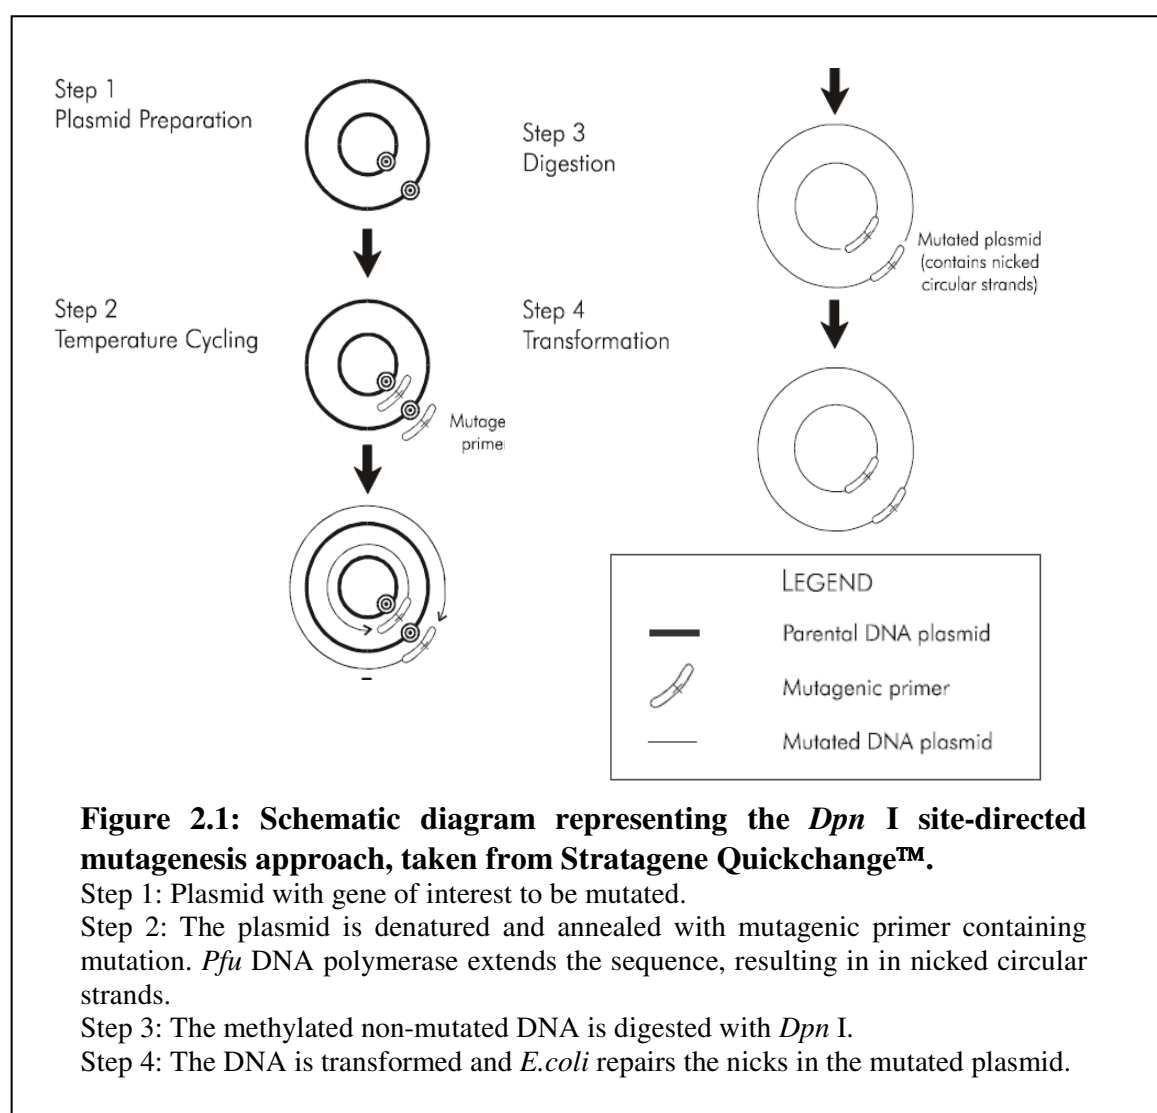 Step 1
Plasmid Preparation
Step 2
Temperature Cycling
Mutage
primer
Step 3
Digestion
Mutated plasmid
(contains nicked
circular strands)
Step 4
Transformation
LEGEND
Parental DNA plasmid
Mutagenic primer
Mutated DNA plasmid
Figure 2.1: Schematic diagram representing the Dpn I site-directed
mutagenesis approach, taken from Stratagene Quickchange™.
Step 1: Plasmid with gene of interest to be mutated.
Step 2: The plasmid is denatured and annealed with mutagenic primer containing
mutation. Pfu DNA polymerase extends the sequence, resulting in in nicked circular
strands.
Step 3: The methylated non-mutated DNA is digested with Dpn I.
Step 4: The DNA is transformed and E.coli repairs the nicks in the mutated plasmid.